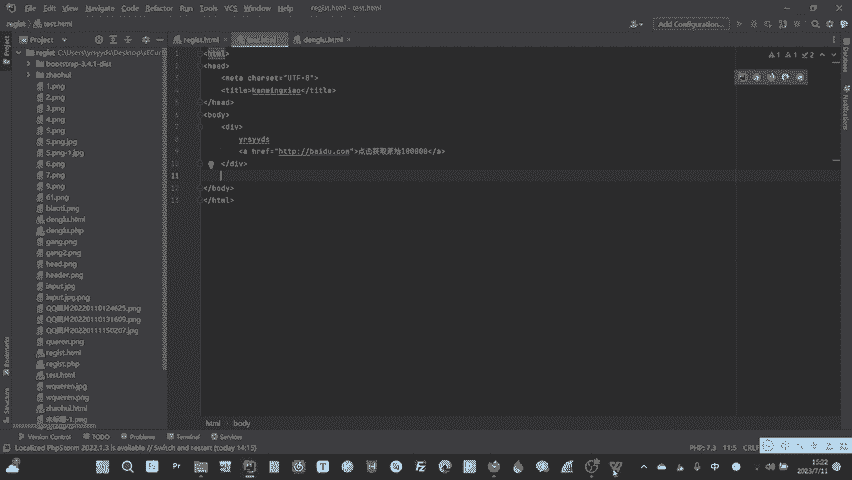 File Edit View Navigate Code Refactor Run Tools VCS Window Help regist.html - test.html
regist test.html
Add Configuration...
Project
regist.html
test.html
denglu.html
regist
bootstrap-3.4.1-dist
zhaohui
1.png
2.png
3.png
4.png
5.png
5.png.jpg
5.png-1.jpg
6.png
7.png
9.png
61.png
biaoti.png
denglu.html
denglu.php
gang.png
gang2.png
head.png
header.png
input.jpg
input.jpg.png
QQ图片20220110124625.png
QQ图片20220110131609.png
QQ图片20220111150207.jpg
queren.png
regist.html
regist.php
test.html
wqueren.jpg
wquerenm.png
zhaohui.html
1 <html>
2 <head>
3 <meta charset="UTF-8">
4 <title>kanmingxiao</title>
5 </head>
6 <body>
7 <div>
8 yrsyyds
9 <a href="http://baidu.com">点击获取原神100000</a>
10 </div>
11
12 </body>
13 </html>
html body
Project
Bookmarks
Structure
Database
Notifications
Version Control TODO Problems Terminal Services
Localized PhpStorm 2022.1.3 is available // Switch and restart (today 14:15)
PHP: 7.3 11:5 CRLF
中
15:22
2023/7/11